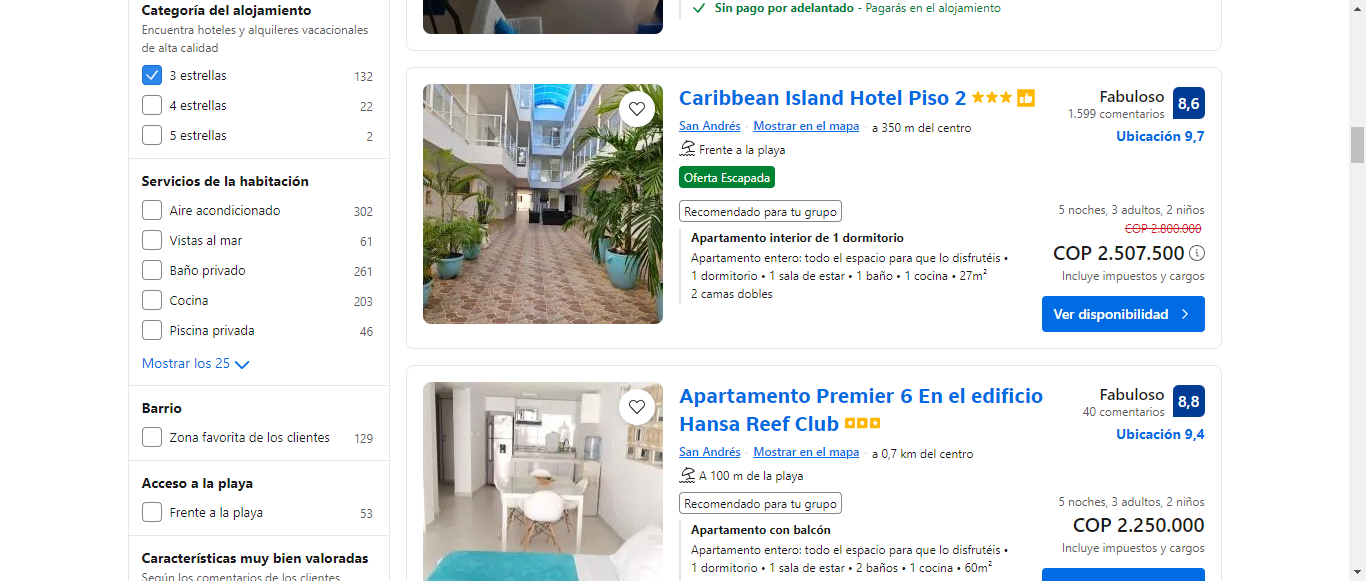 Categoría del alojamiento
Encuentra hoteles y alquileres vacacionales
de alta calidad
3 estrellas 132
4 estrellas 22
5 estrellas 2
Servicios de la habitación
Aire acondicionado 302
Vistas al mar 61
Baño privado 261
Cocina 203
Piscina privada 46
Mostrar los 25
Barrio
Zona favorita de los clientes 129
Acceso a la playa
Frente a la playa 53
Características muy bien valoradas
Según los comentarios de los clientes
Sin pago por adelantado - Pagarás en el alojamiento
Caribbean Island Hotel Piso 2
San Andrés · Mostrar en el mapa · a 350 m del centro
Frente a la playa
Oferta Escapada
Recomendado para tu grupo
Apartamento interior de 1 dormitorio
Apartamento entero: todo el espacio para que lo disfrutéis •
1 dormitorio • 1 sala de estar • 1 baño • 1 cocina • 27m²
2 camas dobles
Fabuloso 8,6
1.599 comentarios
Ubicación 9,7
5 noches, 3 adultos, 2 niños
COP 2.800.000
COP 2.507.500
Incluye impuestos y cargos
Ver disponibilidad
Apartamento Premier 6 En el edificio
Hansa Reef Club
San Andrés · Mostrar en el mapa · a 0,7 km del centro
A 100 m de la playa
Recomendado para tu grupo
Apartamento con balcón
Apartamento entero: todo el espacio para que lo disfrutéis •
1 dormitorio • 1 sala de estar • 2 baños • 1 cocina • 60m²
Fabuloso 8,8
40 comentarios
Ubicación 9,4
5 noches, 3 adultos, 2 niños
COP 2.250.000
Incluye impuestos y cargos